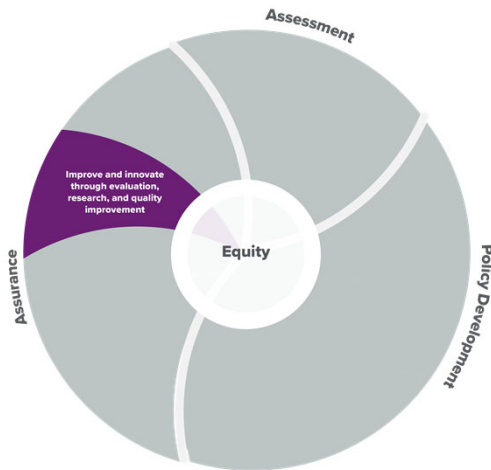 Assessment
Improve and innovate
through evaluation,
research, and quality
improvement
Equity
Assurance
Policy Development